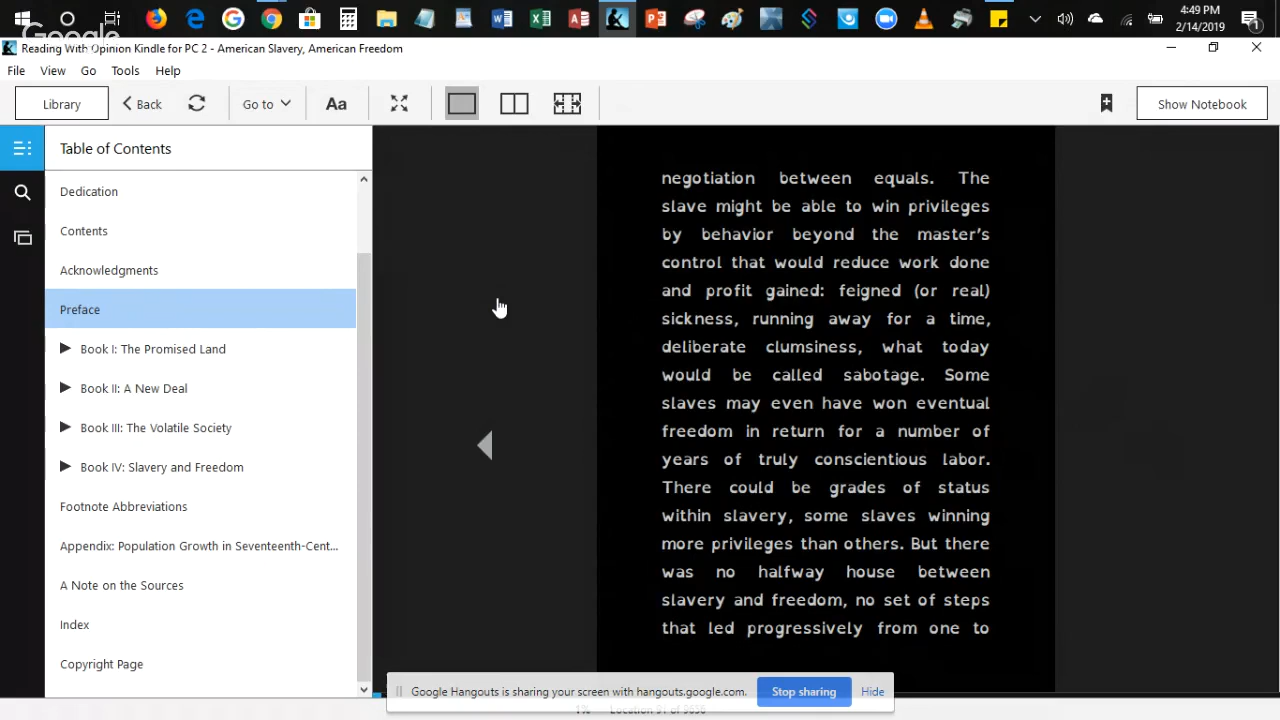 Google
4:49 PM
2/14/2019
1
Reading With Opinion Kindle for PC 2 - American Slavery, American Freedom
File View Go Tools Help
Library Back Go to Aa Show Notebook
Table of Contents
Dedication
Contents
Acknowledgments
Preface
Book I: The Promised Land
Book II: A New Deal
Book III: The Volatile Society
Book IV: Slavery and Freedom
Footnote Abbreviations
Appendix: Population Growth in Seventeenth-Cent...
A Note on the Sources
Index
Copyright Page
negotiation between equals. The
slave might be able to win privileges
by behavior beyond the master's
control that would reduce work done
and profit gained: feigned (or real)
sickness, running away for a time,
deliberate clumsiness, what today
would be called sabotage. Some
slaves may even have won eventual
freedom in return for a number of
years of truly conscientious labor.
There could be grades of status
within slavery, some slaves winning
more privileges than others. But there
was no halfway house between
slavery and freedom, no set of steps
that led progressively from one to
Google Hangouts is sharing your screen with hangouts.google.com. Stop sharing Hide
1% Location 91 of